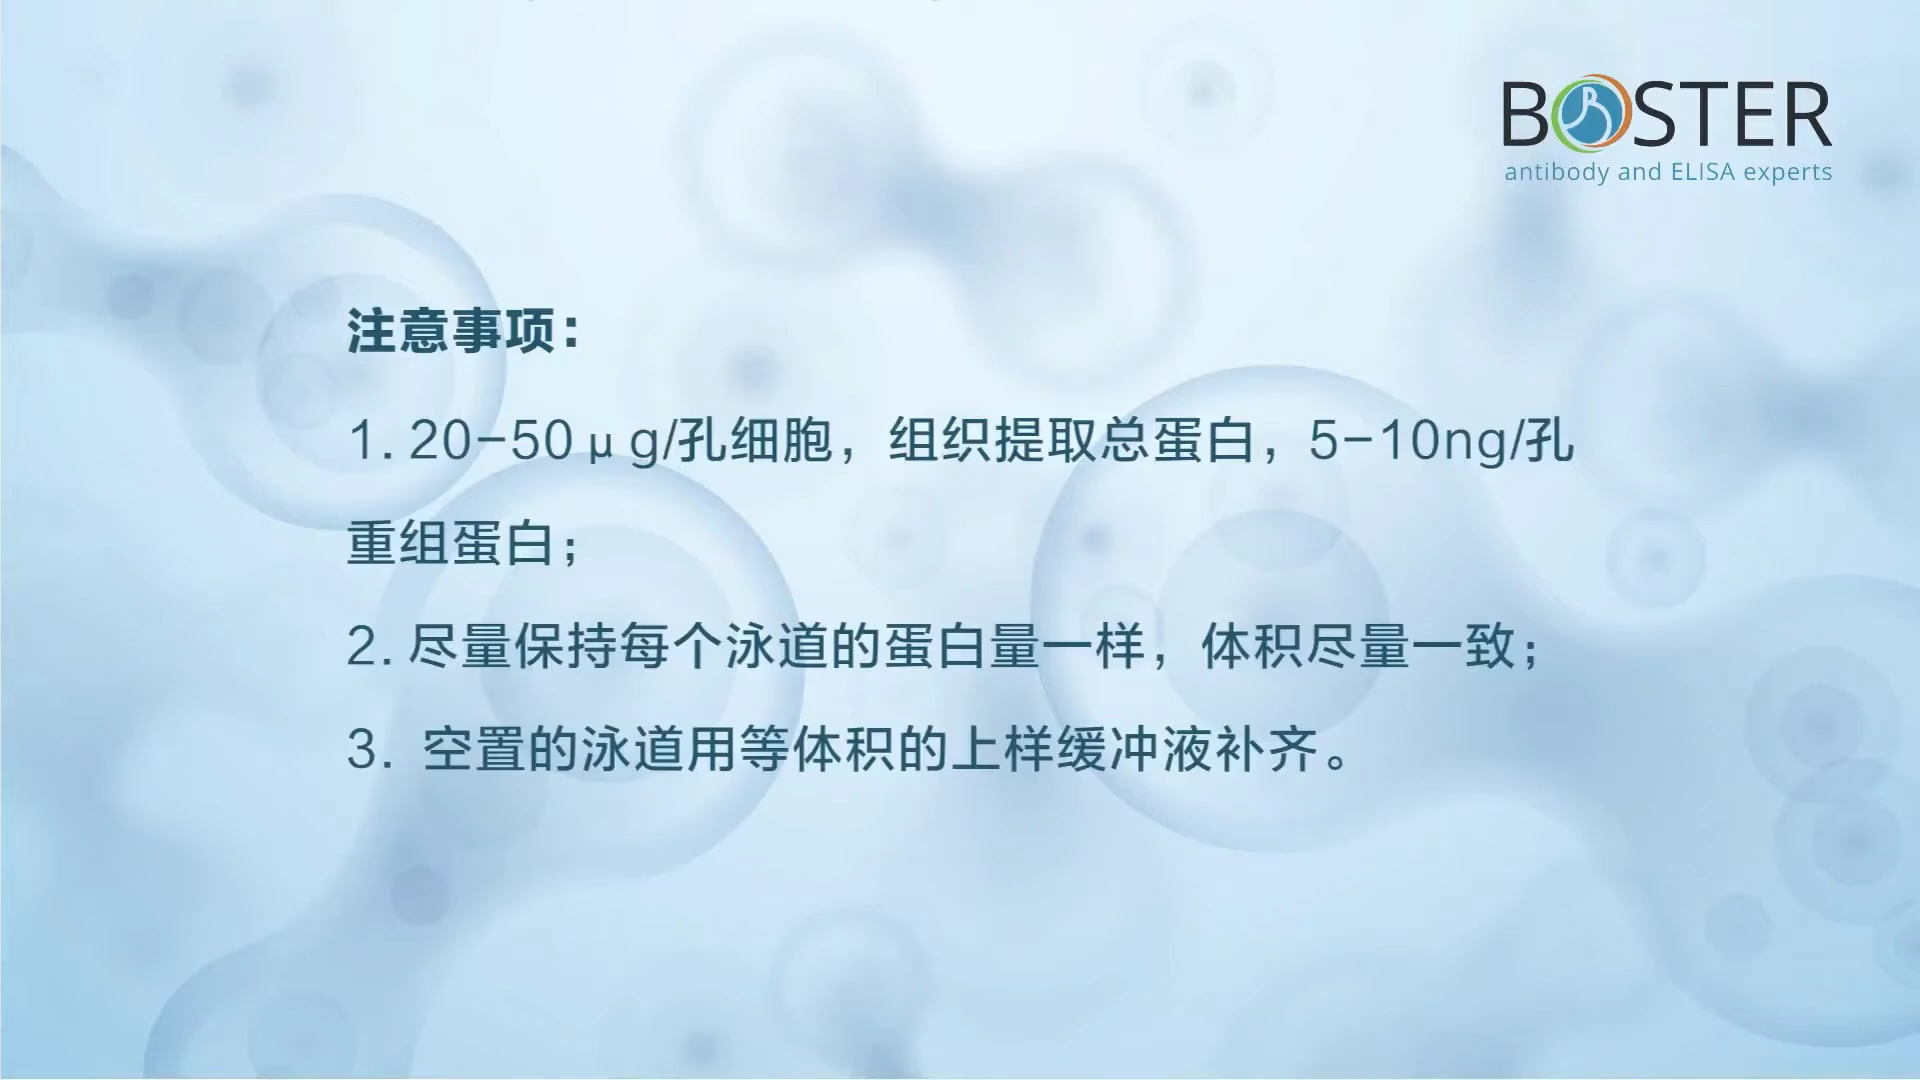 BOSTER
antibody and ELISA experts
注意事项：
1. 20-50μg/孔细胞，组织提取总蛋白，5-10ng/孔
重组蛋白；
2. 尽量保持每个泳道的蛋白量一样，体积尽量一致；
3. 空置的泳道用等体积的上样缓冲液补齐。